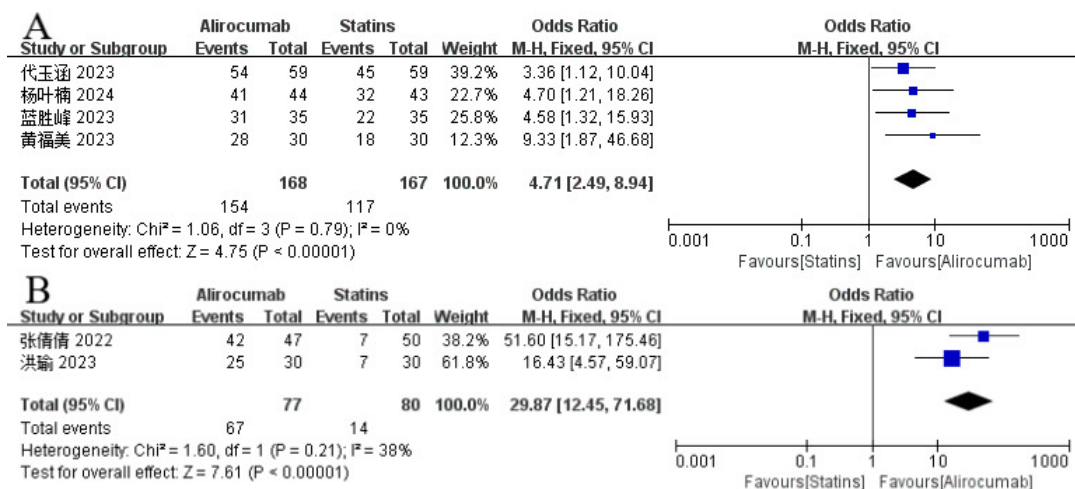 A
Alirocumab Statins Odds Ratio Odds Ratio
Study or Subgroup Events Total Events Total Weight M-H, Fixed, 95% CI M-H, Fixed, 95% CI
代玉涵 2023 54 59 45 59 39.2% 3.36 [1.12, 10.04]
杨叶楠 2024 41 44 32 43 22.7% 4.70 [1.21, 18.26]
蓝胜峰 2023 31 35 22 35 25.8% 4.58 [1.32, 15.93]
黄福美 2023 28 30 18 30 12.3% 9.33 [1.87, 46.68]
Total (95% CI) 168 167 100.0% 4.71 [2.49, 8.94]
Total events 154 117
Heterogeneity: Chi² = 1.06, df = 3 (P = 0.79); I² = 0%
Test for overall effect: Z = 4.75 (P < 0.00001)
0.001 0.1 1 10 1000
Favours[Statins] Favours[Alirocumab]
B
Alirocumab Statins Odds Ratio Odds Ratio
Study or Subgroup Events Total Events Total Weight M-H, Fixed, 95% CI M-H, Fixed, 95% CI
张倩倩 2022 42 47 7 50 38.2% 51.60 [15.17, 175.46]
洪瑜 2023 25 30 7 30 61.8% 16.43 [4.57, 59.07]
Total (95% CI) 77 80 100.0% 29.87 [12.45, 71.68]
Total events 67 14
Heterogeneity: Chi² = 1.60, df = 1 (P = 0.21); I² = 38%
Test for overall effect: Z = 7.61 (P < 0.00001)
0.001 0.1 1 10 1000
Favours[Statins] Favours[Alirocumab]